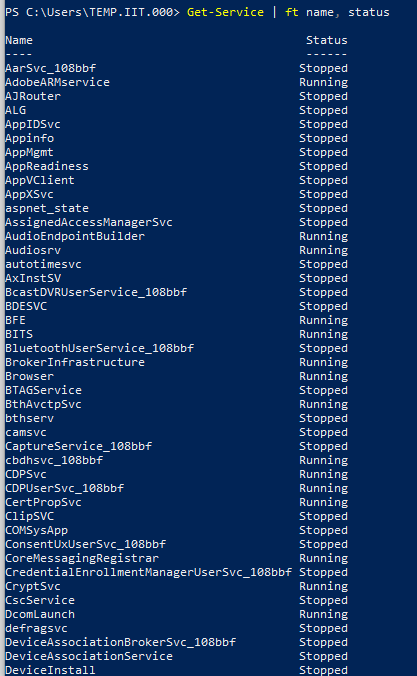 PS C:\Users\TEMP.IIT.000> Get-Service | ft name, status
Name Status
---- ------
AarSvc_108bbf Stopped
AdobeARMservice Running
AJRouter Stopped
ALG Stopped
AppIDSvc Stopped
Appinfo Stopped
AppMgmt Stopped
AppReadiness Stopped
AppVClient Stopped
AppXSvc Stopped
aspnet_state Stopped
AssignedAccessManagerSvc Stopped
AudioEndpointBuilder Running
Audiosrv Running
autotimesvc Stopped
AxInstSV Stopped
BcastDVRUserService_108bbf Stopped
BDESVC Stopped
BFE Running
BITS Running
BluetoothUserService_108bbf Stopped
BrokerInfrastructure Running
Browser Running
BTAGService Stopped
BthAvctpSvc Running
bthserv Stopped
camsvc Stopped
CaptureService_108bbf Stopped
cbdhsvc_108bbf Running
CDPSvc Running
CDPUserSvc_108bbf Running
CertPropSvc Running
ClipSVC Stopped
COMSysApp Stopped
ConsentUxUserSvc_108bbf Stopped
CoreMessagingRegistrar Running
CredentialEnrollmentManagerUserSvc_108bbf Stopped
CryptSvc Running
CscService Stopped
DcomLaunch Running
defragsvc Stopped
DeviceAssociationBrokerSvc_108bbf Stopped
DeviceAssociationService Stopped
DeviceInstall Stopped